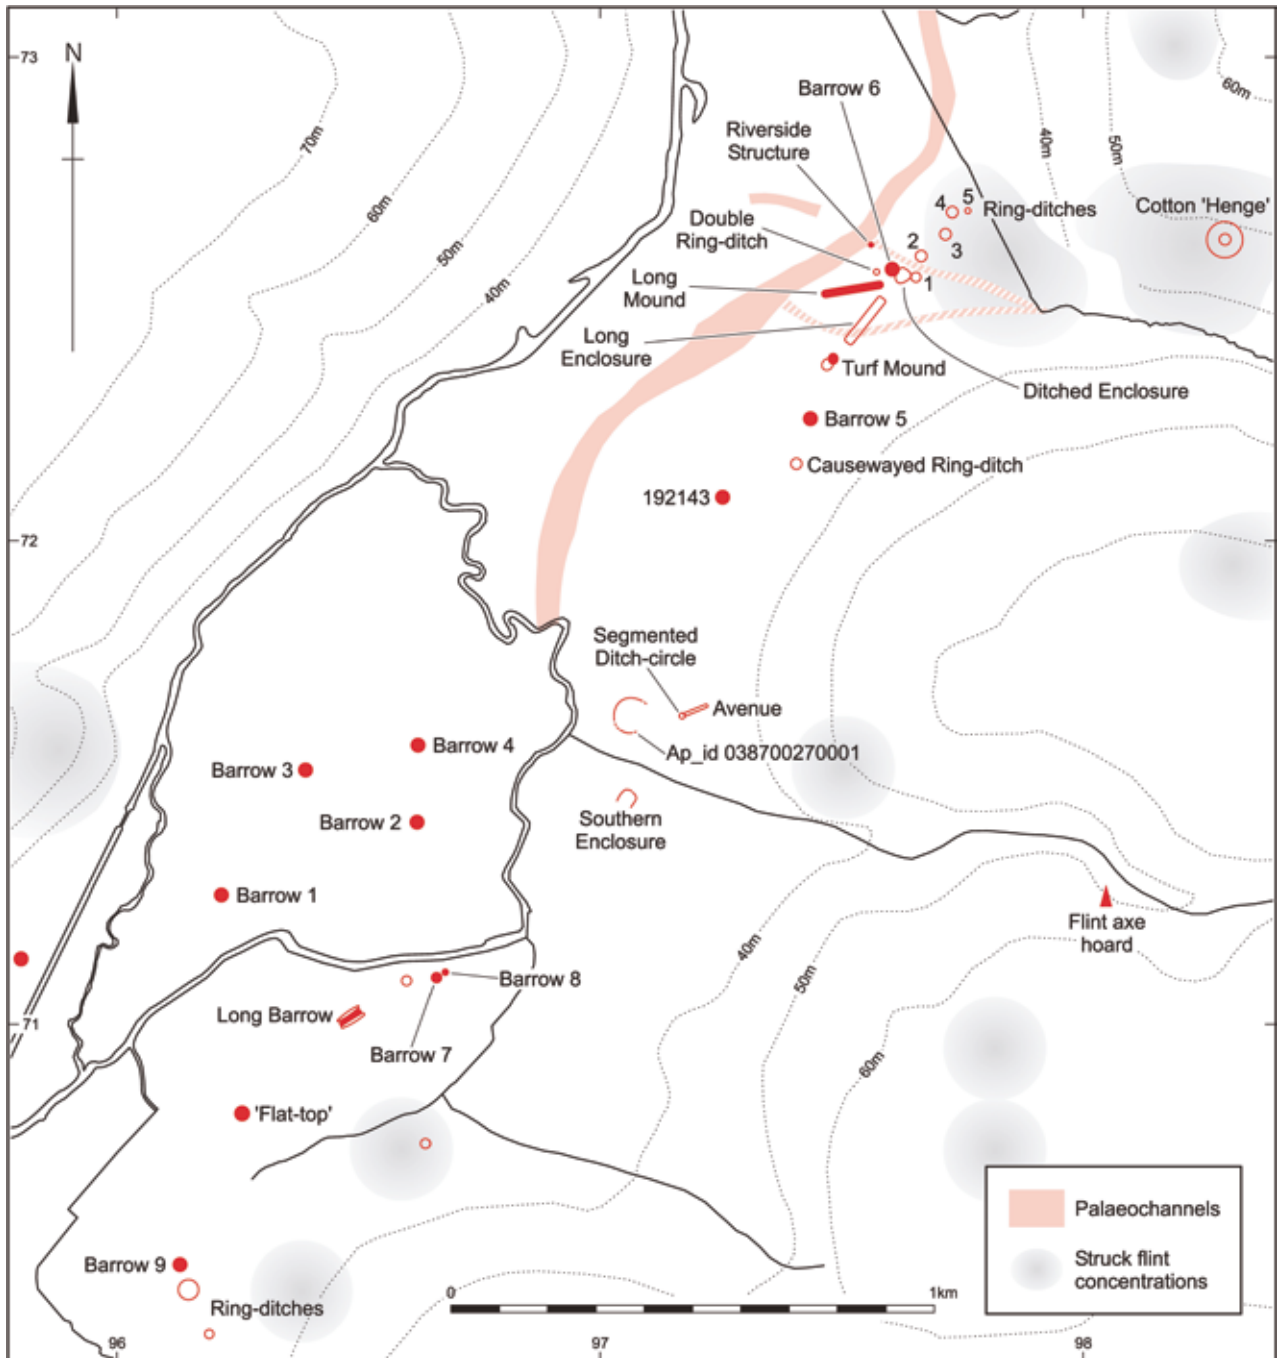 73
N
Barrow 6
Riverside
Structure
70m
60m
50m
40m
40m
50m
60m
Double
Ring-ditch
4
5
Ring-ditches
3
2
1
Cotton 'Henge'
Long
Mound
Long
Enclosure
Turf Mound
Ditched Enclosure
Barrow 5
Causewayed Ring-ditch
192143
72
Segmented
Ditch-circle
Avenue
Ap_id 038700270001
Barrow 4
Barrow 3
Barrow 2
Southern
Enclosure
Barrow 1
Flint axe
hoard
40m
50m
60m
Barrow 8
Long Barrow
71
Barrow 7
'Flat-top'
Palaeochannels
Struck flint
concentrations
Barrow 9
Ring-ditches
0
1km
96
97
98